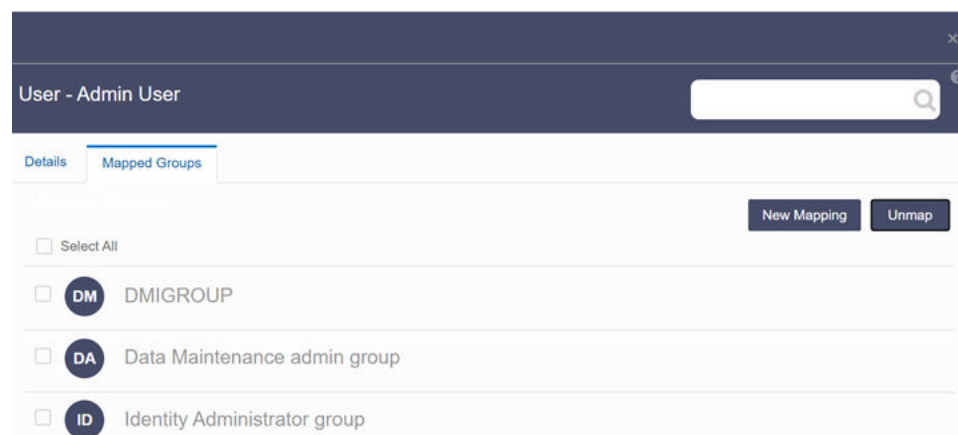 User - Admin User
Details Mapped Groups
New Mapping Unmap
Select All
DM DMIGROUP
DA Data Maintenance admin group
ID Identity Administrator group